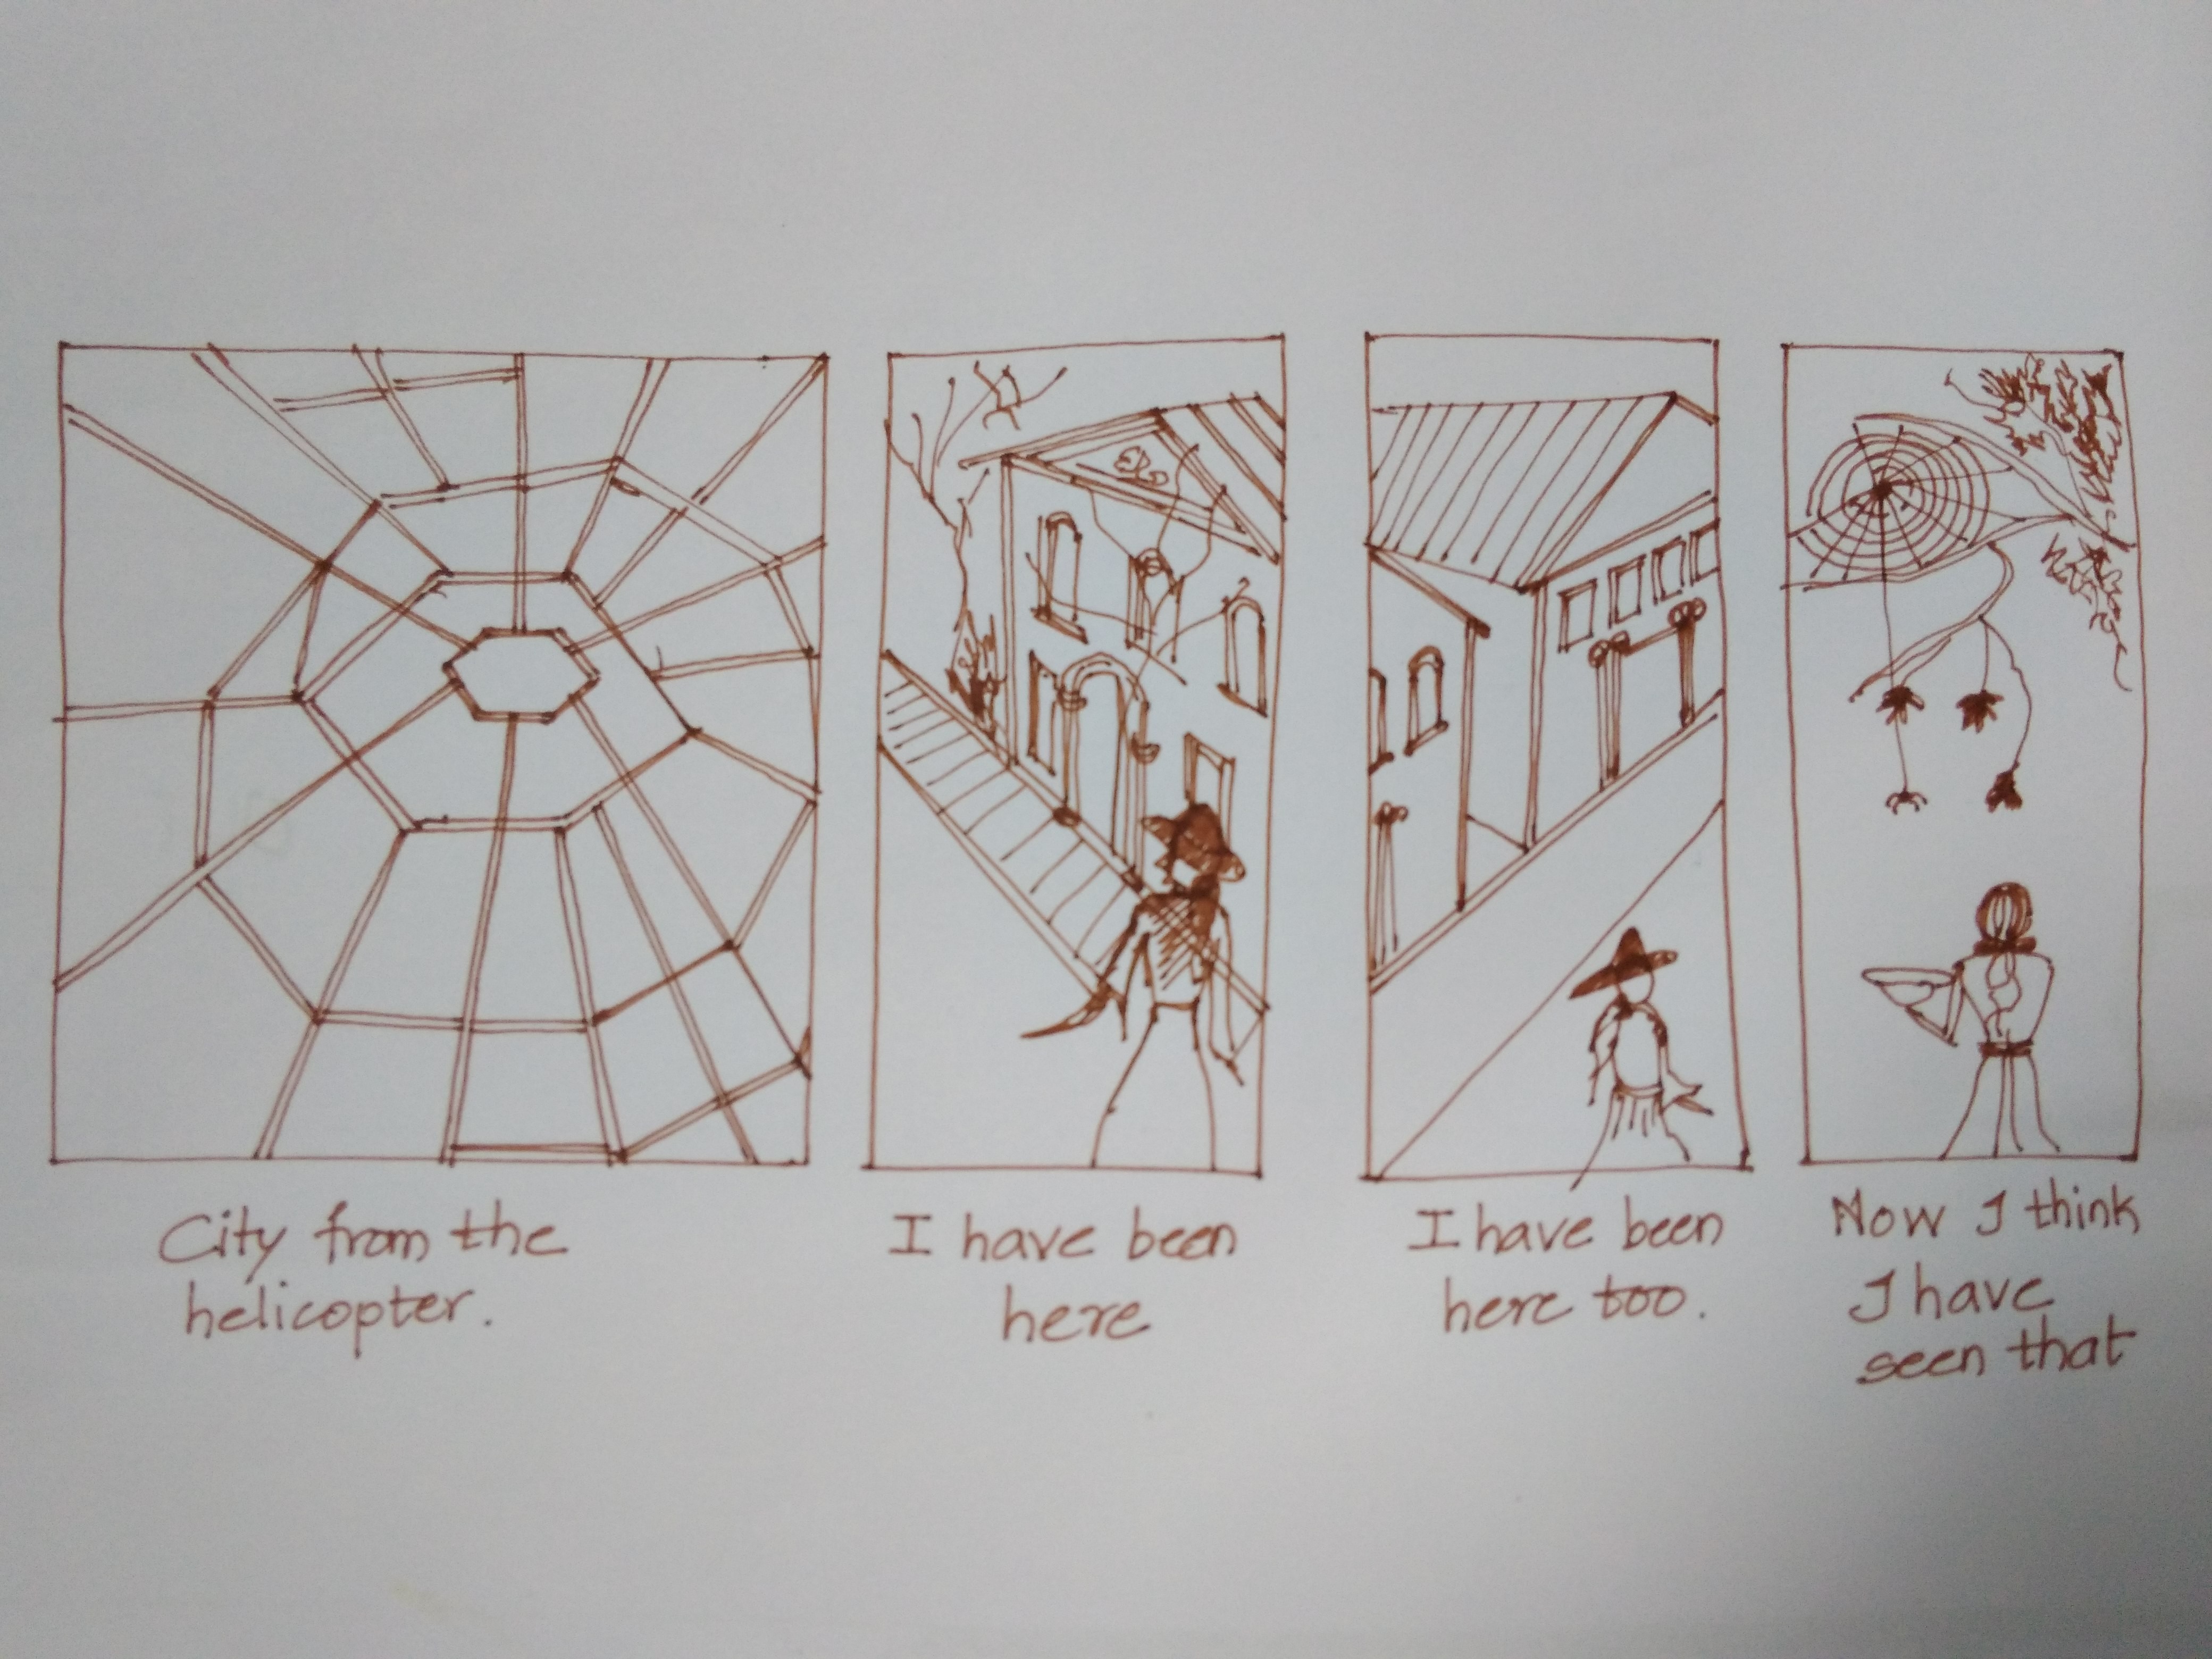 City from the
helicopter.
I have been
here
I have been
here too.
Now I think
I have
seen that